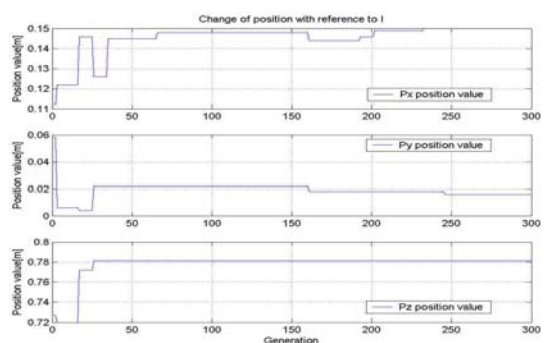 Change of position with reference to I
0.15
0.14
0.13
0.12
0.11
Position value[m]
Px position value
0 50 100 150 200 250 300
0.06
0.04
0.02
0
Position value[m]
Py position value
0 50 100 150 200 250 300
0.8
0.78
0.76
0.74
0.72
Position value[m]
Pz position value
0 50 100 150 200 250 300
Generation